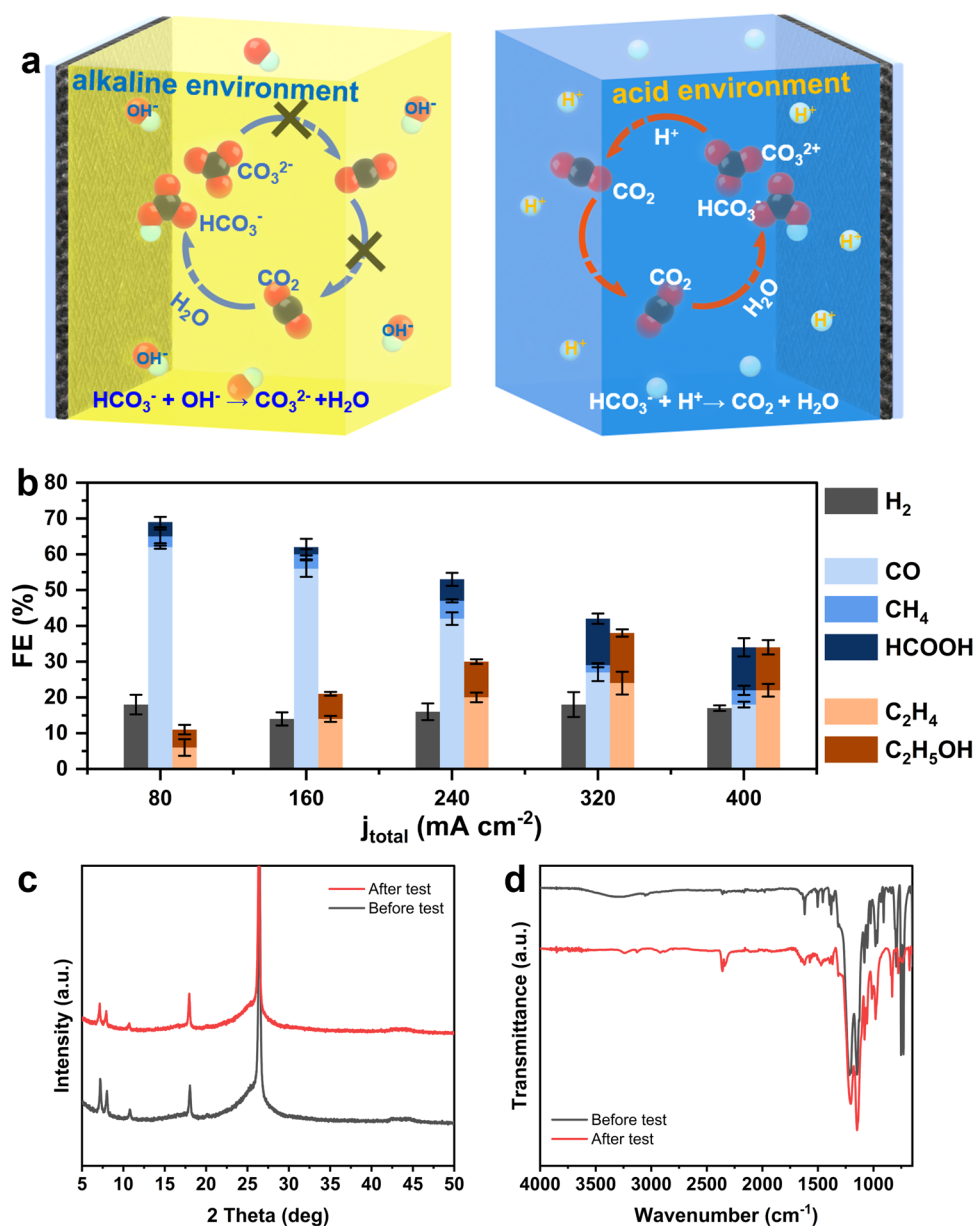 a
alkaline environment
OH⁻
OH⁻
CO₃²⁻
HCO₃⁻
CO₂
H₂O
OH⁻
OH⁻
HCO₃⁻ + OH⁻ → CO₃²⁻ +H₂O
acid environment
H⁺
H⁺
H⁺
CO₃²⁺
CO₂
HCO₃⁻
H⁺
H⁺
CO₂
H₂O
H⁺
H⁺
HCO₃⁻ + H⁺→ CO₂ + H₂O
b
FE (%)
80
70
60
50
40
30
20
10
0
80 160 240 320 400
j_total (mA cm⁻²)
H₂
CO
CH₄
HCOOH
C₂H₄
C₂H₅OH
c
After test
Before test
Intensity (a.u.)
5 10 15 20 25 30 35 40 45 50
2 Theta (deg)
d
Transmittance (a.u.)
Before test
After test
4000 3500 3000 2500 2000 1500 1000
Wavenumber (cm⁻¹)